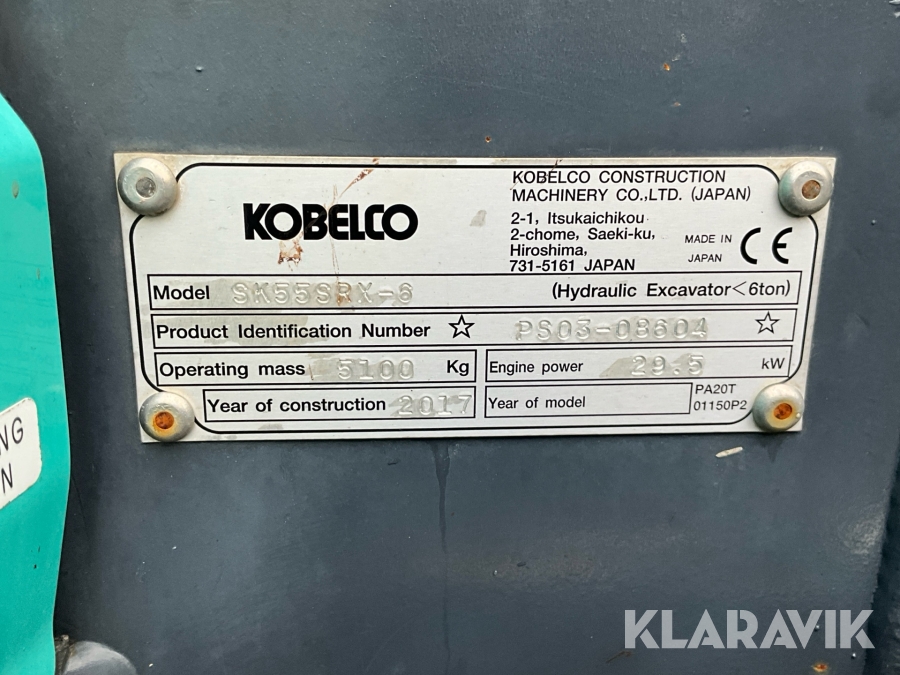 KOBELCO
KOBELCO CONSTRUCTION
MACHINERY CO.,LTD. (JAPAN)
2-1, Itsukaichikou
2-chome, Saeki-ku,
Hiroshima,
731-5161 JAPAN
MADE IN
JAPAN
CE
Model SK55SRX-6 (Hydraulic Excavator<6ton)
Product Identification Number ☆ PS03-08604 ☆
Operating mass 5100 Kg
Engine power 29.5 kW
Year of construction 2017
Year of model
PA20T
01150P2
NG
N
KLARAVIK